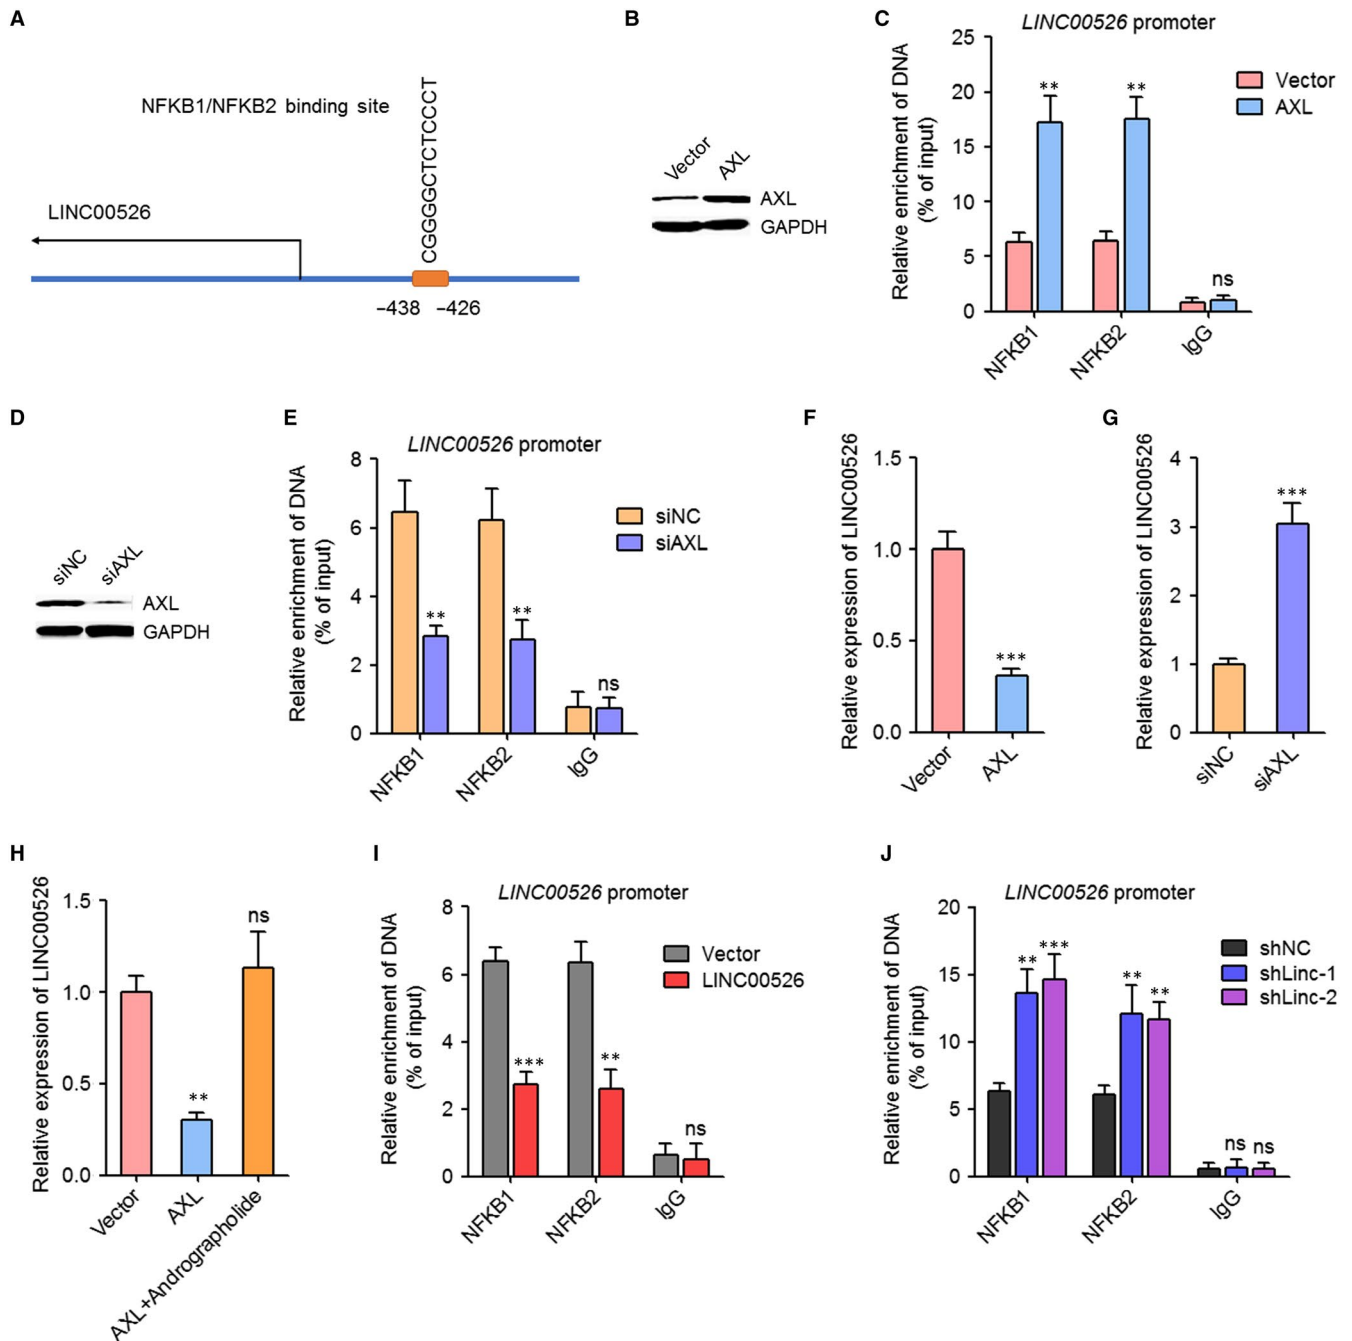 A
NFKB1/NFKB2 binding site
CGGGGCTCTCCCT
LINC00526
–438 –426
B
Vector AXL
AXL
GAPDH
C
LINC00526 promoter
Relative enrichment of DNA
(% of input)
25
20
15
10
5
0
** **
ns
NFKB1 NFKB2 IgG
Vector
AXL
D
siNC siAXL
AXL
GAPDH
E
LINC00526 promoter
Relative enrichment of DNA
(% of input)
8
6
4
2
0
** **
ns
NFKB1 NFKB2 IgG
siNC
siAXL
F
Relative expression of LINC00526
1.5
1.0
0.5
0.0
***
Vector AXL
G
Relative expression of LINC00526
4
3
2
1
0
***
siNC siAXL
H
Relative expression of LINC00526
1.5
1.0
0.5
0.0
**
ns
Vector AXL AXL+Andrographolide
I
LINC00526 promoter
Relative enrichment of DNA
(% of input)
8
6
4
2
0
*** **
ns
NFKB1 NFKB2 IgG
Vector
LINC00526
J
LINC00526 promoter
Relative enrichment of DNA
(% of input)
20
15
10
5
0
** ***
** **
ns ns
NFKB1 NFKB2 IgG
shNC
shLinc-1
shLinc-2